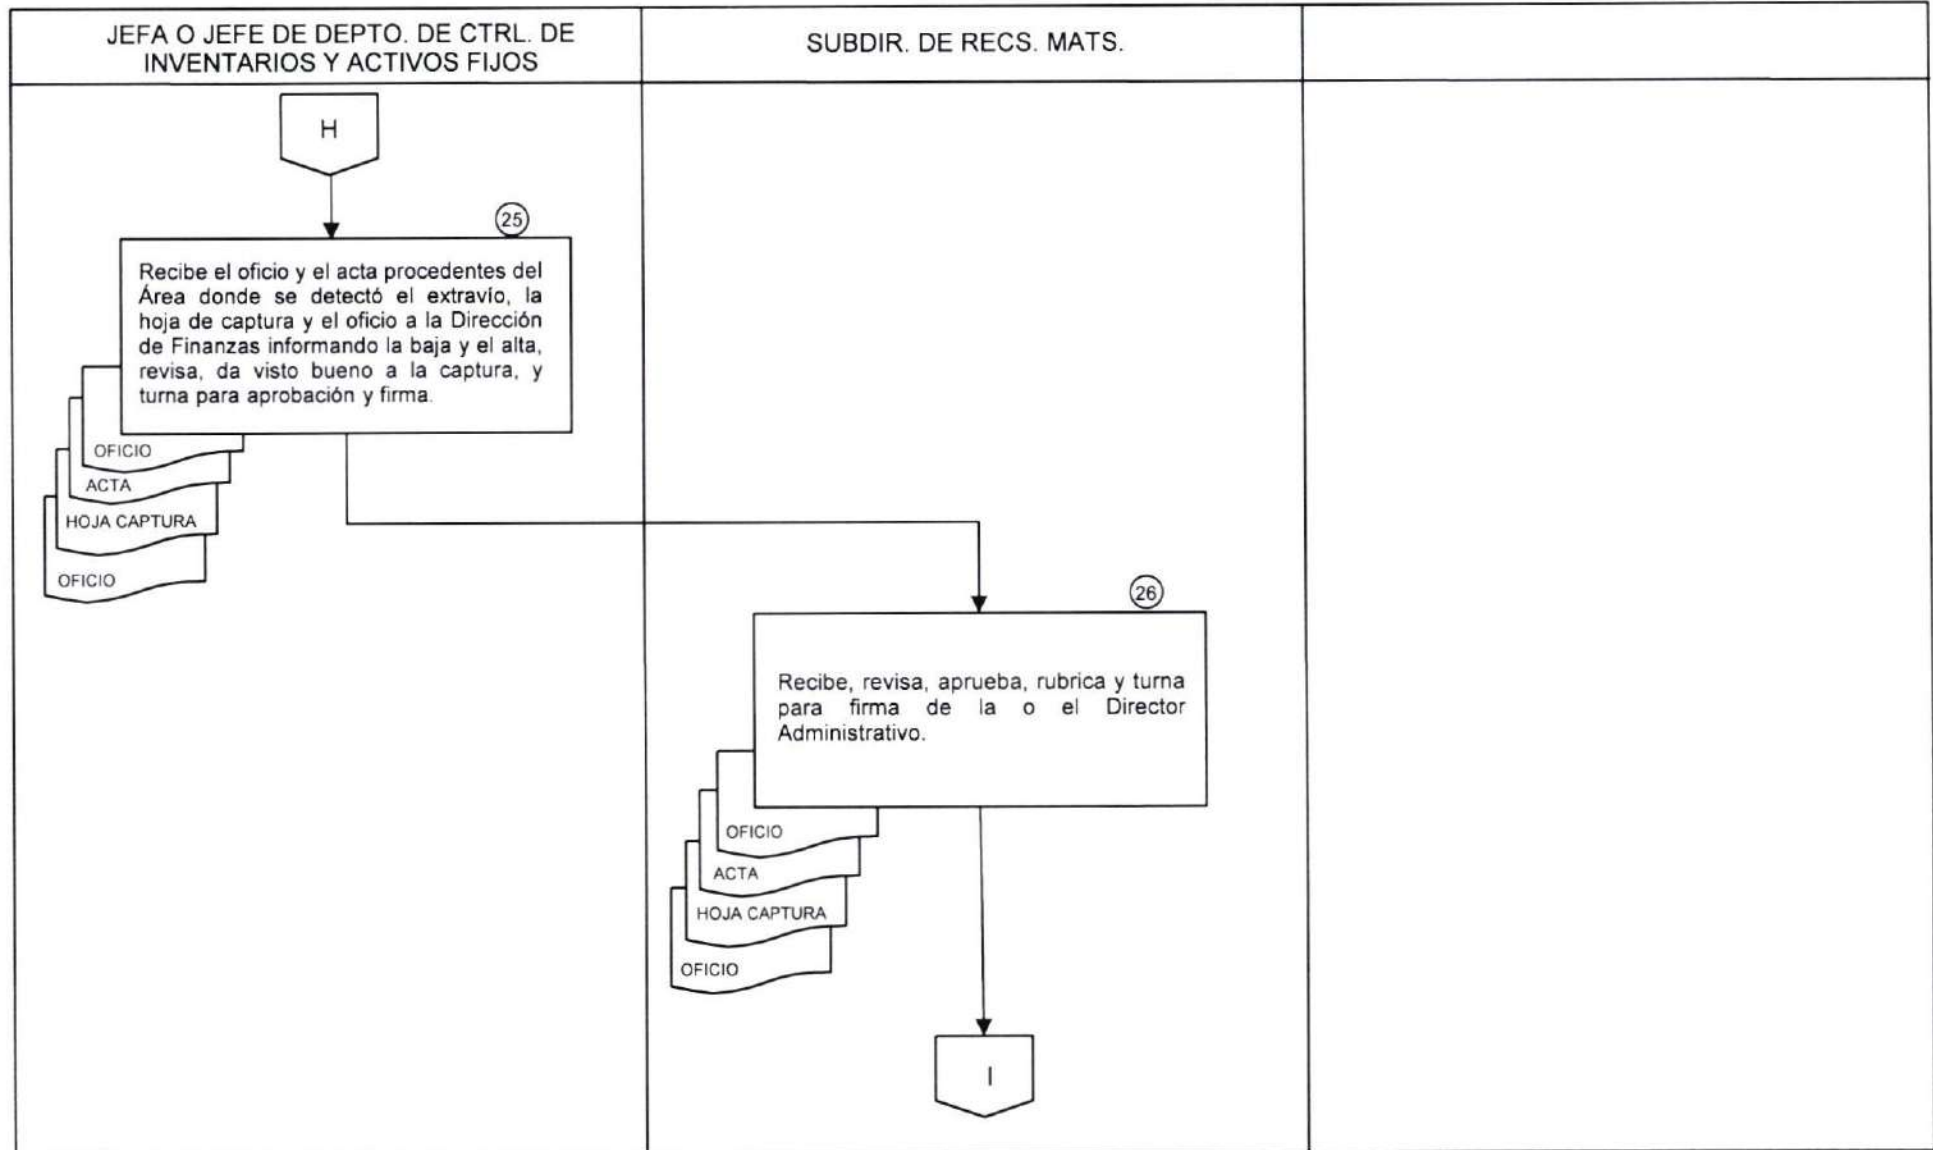 JEFA O JEFE DE DEPTO. DE CTRL. DE
INVENTARIOS Y ACTIVOS FIJOS
SUBDIR. DE RECS. MATS.
H
25
Recibe el oficio y el acta procedentes del
Área donde se detectó el extravío, la
hoja de captura y el oficio a la Dirección
de Finanzas informando la baja y el alta,
revisa, da visto bueno a la captura, y
turna para aprobación y firma.
OFICIO
ACTA
HOJA CAPTURA
OFICIO
26
Recibe, revisa, aprueba, rubrica y turna
para firma de la o el Director
Administrativo.
OFICIO
ACTA
HOJA CAPTURA
OFICIO
I